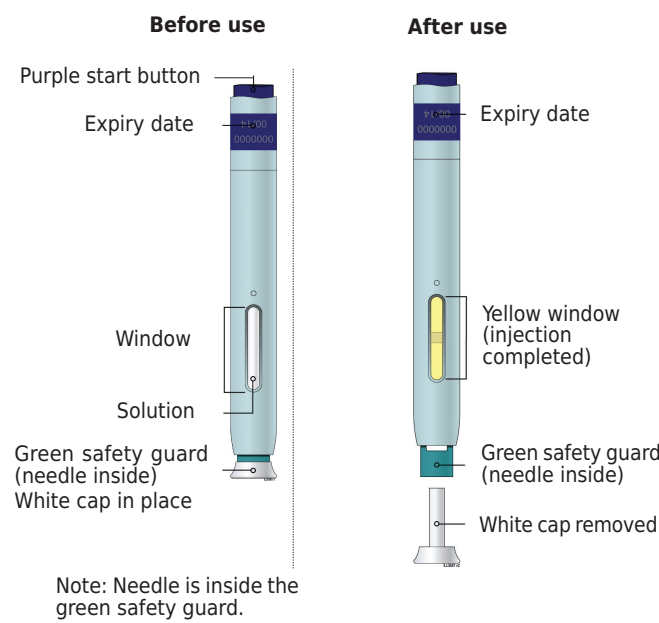 Before use
Purple start button
Expiry date
0000000
Window
Solution
Green safety guard
(needle inside)
White cap in place
Note: Needle is inside the
green safety guard.
After use
Expiry date
0000000
Yellow window
(injection
completed)
Green safety guard
(needle inside)
White cap removed